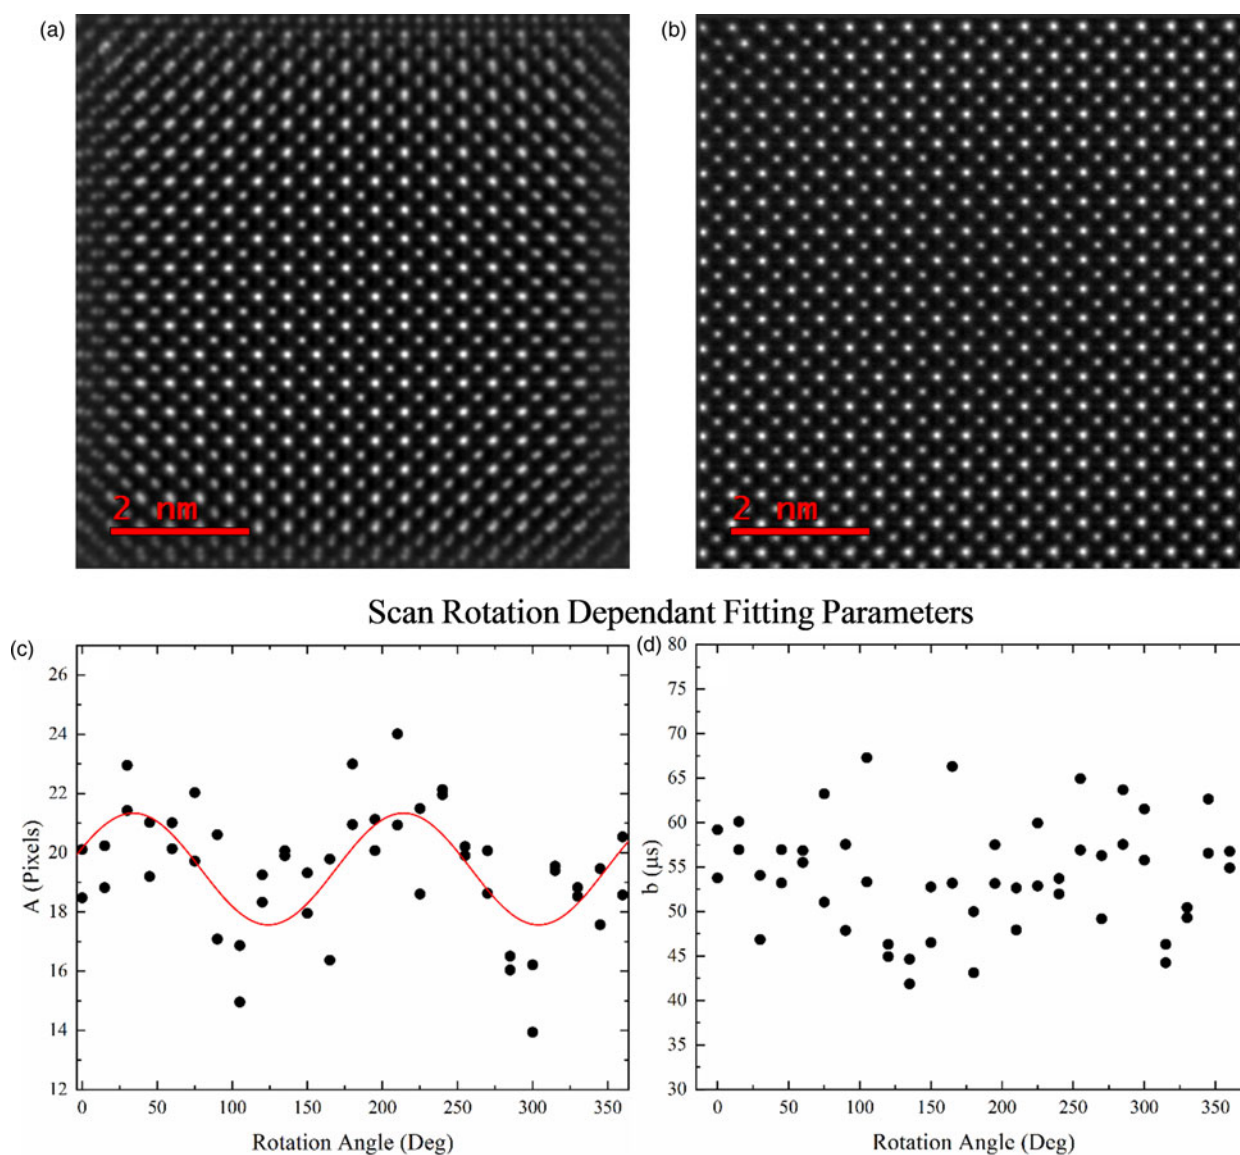 (a)
(b)
2 nm
2 nm
Scan Rotation Dependant Fitting Parameters
(c)
(d)
26
24
22
20
18
16
14
12
A (Pixels)
0 50 100 150 200 250 300 350
Rotation Angle (Deg)
80
75
70
65
60
55
50
45
40
35
30
b (μs)
0 50 100 150 200 250 300 350
Rotation Angle (Deg)